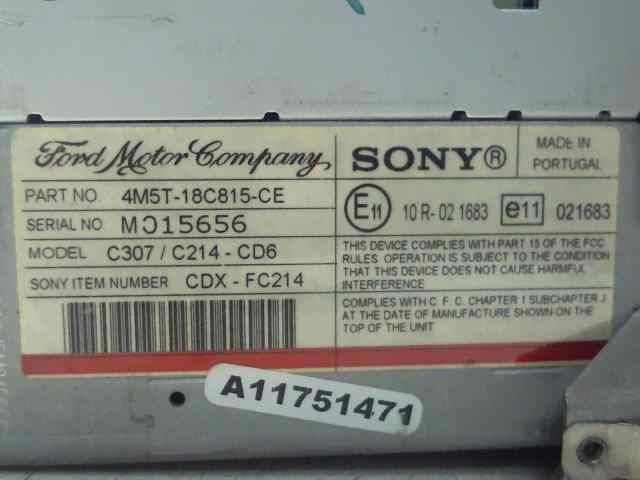 Ford Motor Company
SONY®
MADE IN
PORTUGAL
PART NO 4M5T-18C815-CE
SERIAL NO M015656
MODEL C307 / C214 - CD6
SONY ITEM NUMBER CDX - FC214
E11 10 R- 02 1683 e11 021683
THIS DEVICE COMPLIES WITH PART 15 OF THE FCC
RULES OPERATION IS SUBJECT TO THE CONDITION
THAT THIS DEVICE DOES NOT CAUSE HARMFUL
INTERFERENCE
COMPLIES WITH C.F.C. CHAPTER I SUBCHAPTER J
AT THE DATE OF MANUFACTURE SHOWN ON THE
TOP OF THE UNIT
A11751471